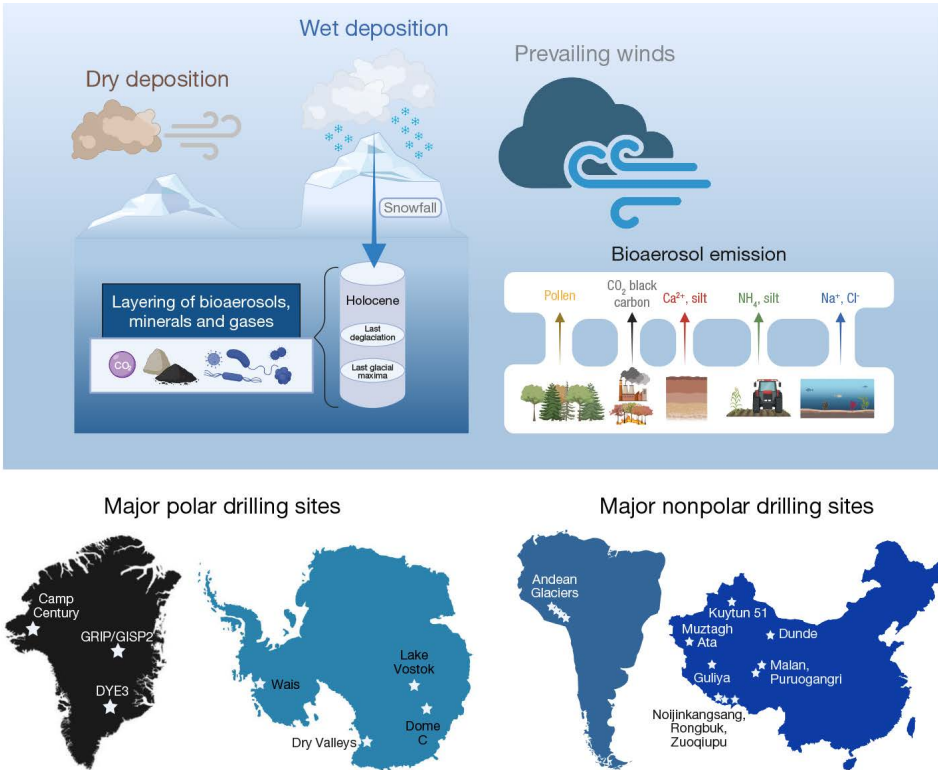 Wet deposition
Dry deposition
Prevailing winds
Snowfall
Layering of bioaerosols,
minerals and gases
CO₂
Holocene
Last
deglaciation
Last glacial
maxima
Bioaerosol emission
Pollen
CO₂ black
carbon
Ca²⁺, silt
NH₄, silt
Na⁺, Cl⁻
Major polar drilling sites
Camp
Century
GRIP/GISP2
DYE3
Wais
Lake
Vostok
Dome
C
Dry Valleys
Major nonpolar drilling sites
Andean
Glaciers
Kuytun 51
Muztagh
Ata
Dunde
Guliya
Malan,
Puruogangri
Noijinkangsang,
Rongbuk,
Zuoqiupu